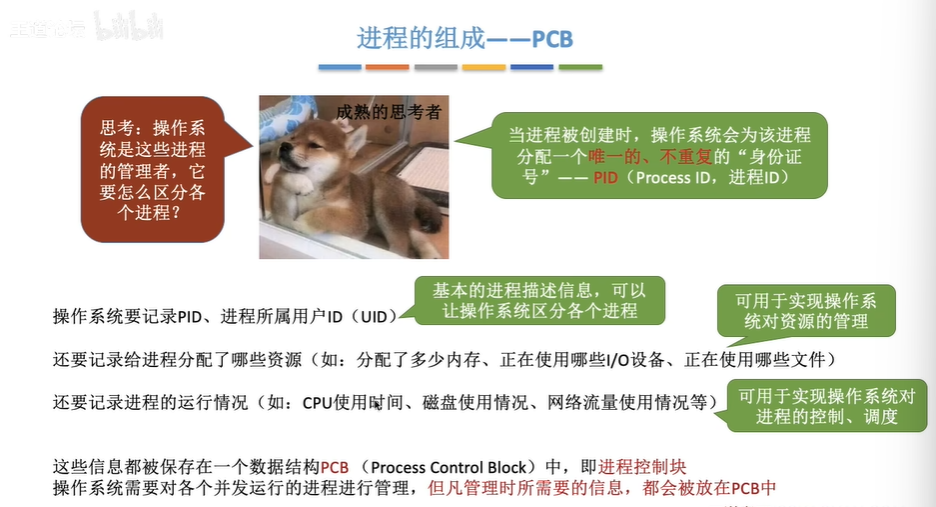 bilibili
进程的组成——PCB
成熟的思考者
思考：操作系
统是这些进程
的管理者，它
要怎么区分各
个进程？
当进程被创建时，操作系统会为该进程
分配一个唯一的、不重复的“身份证
号”—— PID（Process ID，进程ID）
基本的进程描述信息，可以
让操作系统区分各个进程
操作系统要记录PID、进程所属用户ID（UID）
可用于实现操作系
统对资源的管理
还要记录给进程分配了哪些资源（如：分配了多少内存、正在使用哪些I/O设备、正在使用哪些文件）
还要记录进程的运行情况（如：CPU使用时间、磁盘使用情况、网络流量使用情况等）
可用于实现操作系统对
进程的控制、调度
这些信息都被保存在一个数据结构PCB （Process Control Block）中，即进程控制块
操作系统需要对各个并发运行的进程进行管理，但凡管理时所需要的信息，都会被放在PCB中